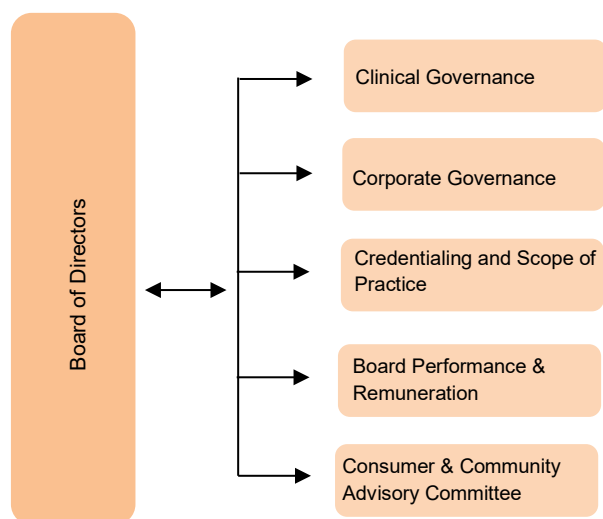 Board of Directors
Clinical Governance
Corporate Governance
Credentialing and Scope of
Practice
Board Performance &
Remuneration
Consumer & Community
Advisory Committee